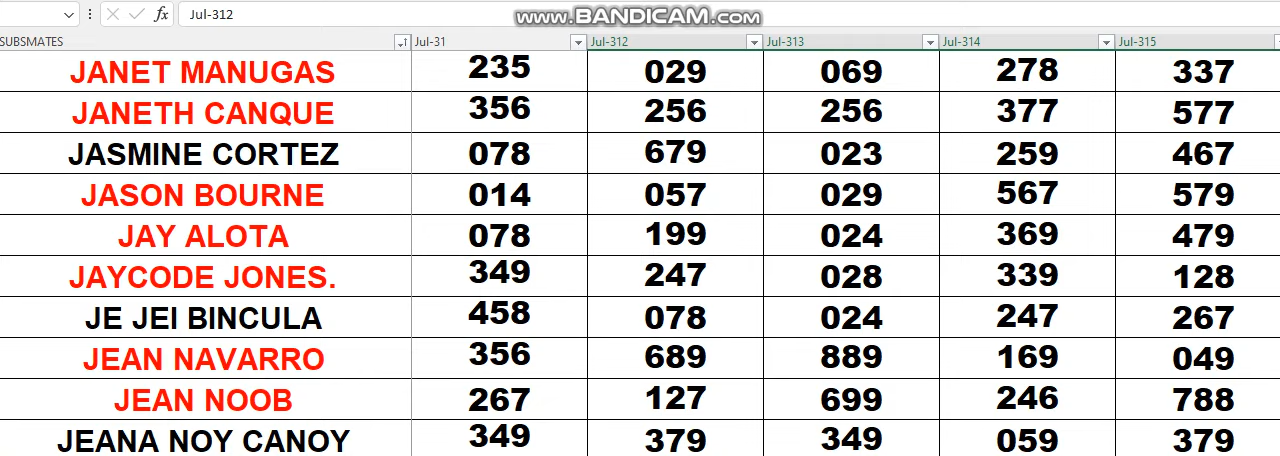 Jul-312
www.BANDICAM.com
SUBSMATES Jul-31 Jul-312 Jul-313 Jul-314 Jul-315
JANET MANUGAS 235 029 069 278 337
JANETH CANQUE 356 256 256 377 577
JASMINE CORTEZ 078 679 023 259 467
JASON BOURNE 014 057 029 567 579
JAY ALOTA 078 199 024 369 479
JAYCODE JONES. 349 247 028 339 128
JE JEI BINCULA 458 078 024 247 267
JEAN NAVARRO 356 689 889 169 049
JEAN NOOB 267 127 699 246 788
JEANA NOY CANOY 349 379 349 059 379